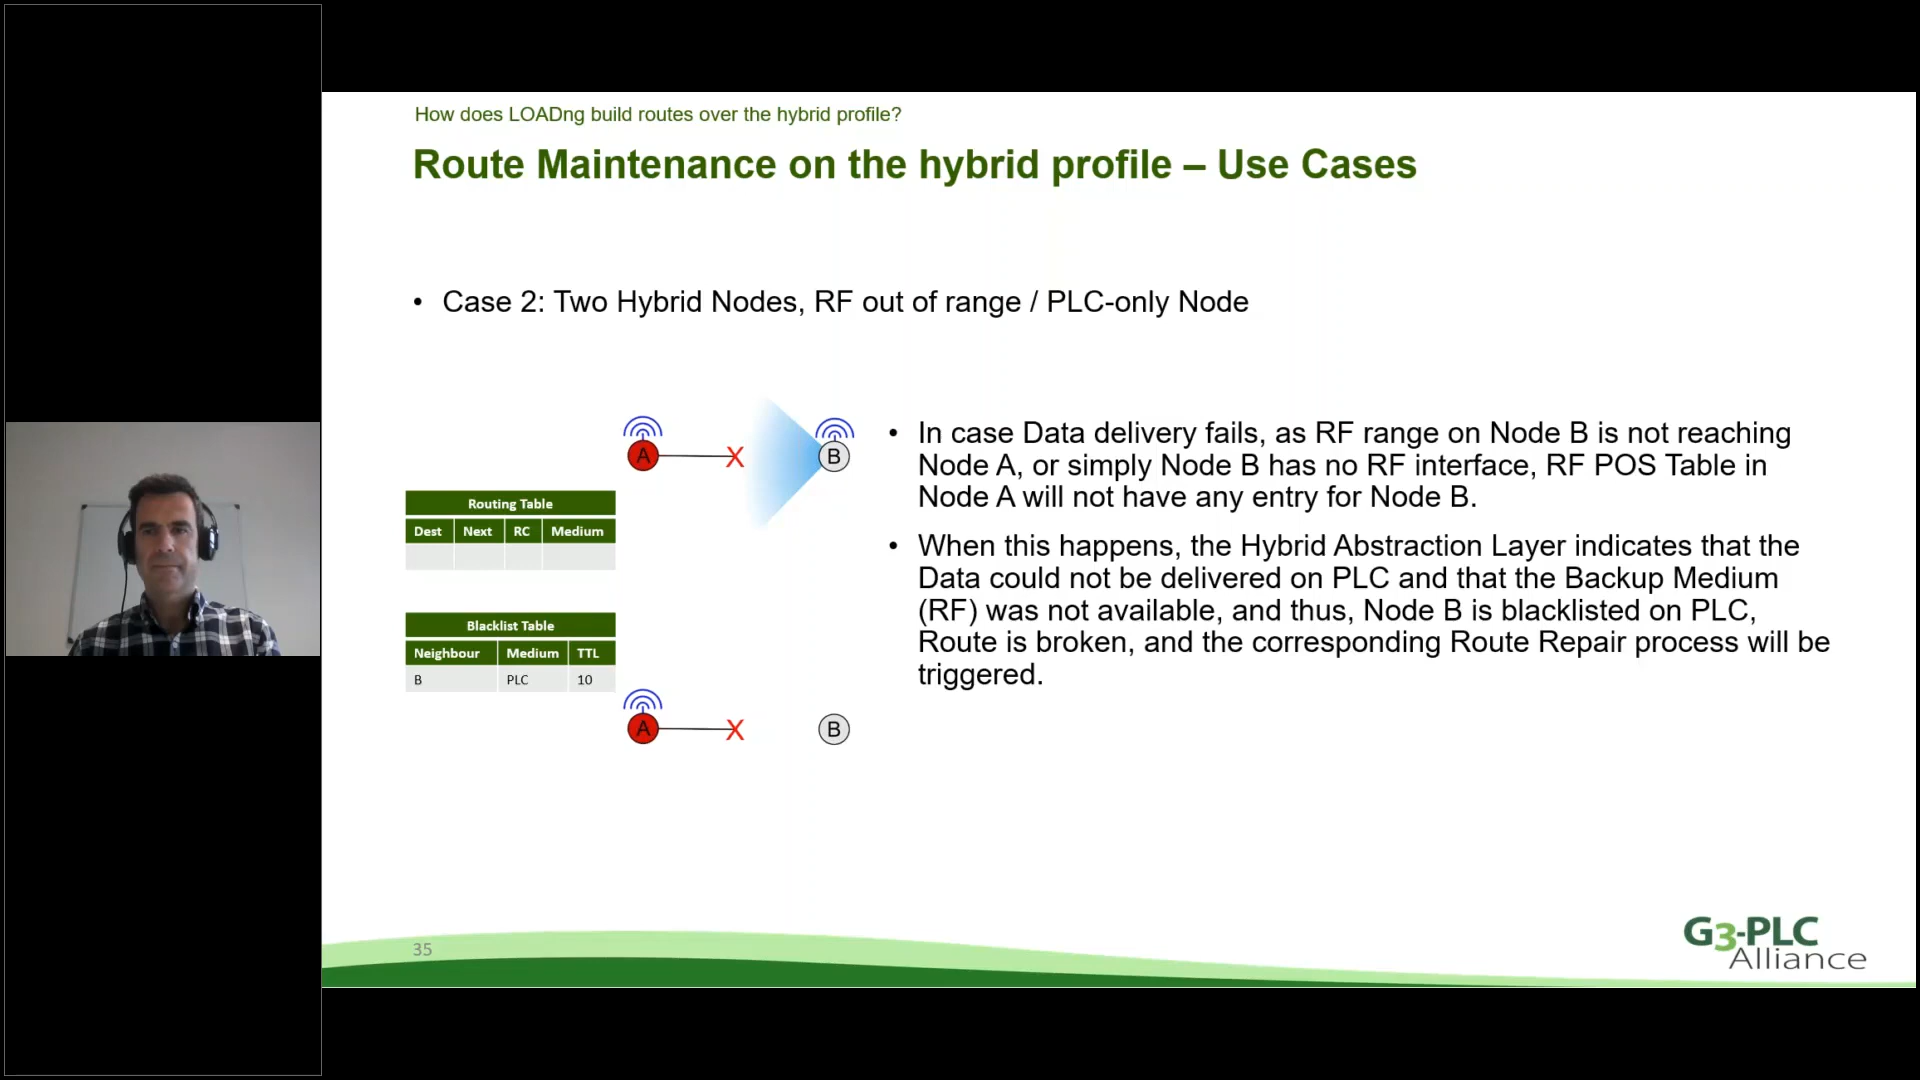 How does LOADng build routes over the hybrid profile?
Route Maintenance on the hybrid profile – Use Cases
• Case 2: Two Hybrid Nodes, RF out of range / PLC-only Node
A X B
Routing Table
Dest Next RC Medium
Blacklist Table
Neighbour Medium TTL
B PLC 10
A X B
• In case Data delivery fails, as RF range on Node B is not reaching
Node A, or simply Node B has no RF interface, RF POS Table in
Node A will not have any entry for Node B.
• When this happens, the Hybrid Abstraction Layer indicates that the
Data could not be delivered on PLC and that the Backup Medium
(RF) was not available, and thus, Node B is blacklisted on PLC,
Route is broken, and the corresponding Route Repair process will be
triggered.
35
G3-PLC
Alliance